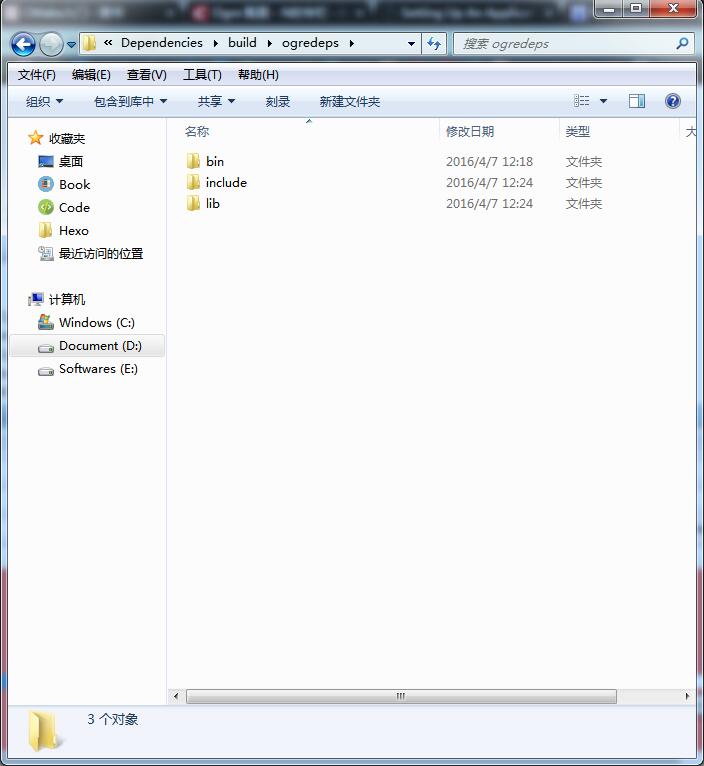 « Dependencies build ogredeps 搜索 ogredeps
文件(F) 编辑(E) 查看(V) 工具(T) 帮助(H)
组织 包含到库中 共享 刻录 新建文件夹
名称 修改日期 类型 大
收藏夹
桌面
Book
Code
Hexo
最近访问的位置
计算机
Windows (C:)
Document (D:)
Softwares (E:)
bin 2016/4/7 12:18 文件夹
include 2016/4/7 12:24 文件夹
lib 2016/4/7 12:24 文件夹
3 个对象